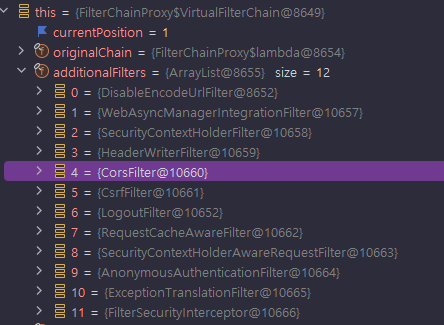 this = {FilterChainProxy$VirtualFilterChain@8649}
currentPosition = 1
originalChain = {FilterChainProxy$lambda@8654}
additionalFilters = {ArrayList@8655} size = 12
0 = {DisableEncodeUrlFilter@8652}
1 = {WebAsyncManagerIntegrationFilter@10657}
2 = {SecurityContextHolderFilter@10658}
3 = {HeaderWriterFilter@10659}
4 = {CorsFilter@10660}
5 = {CsrfFilter@10661}
6 = {LogoutFilter@10652}
7 = {RequestCacheAwareFilter@10662}
8 = {SecurityContextHolderAwareRequestFilter@10663}
9 = {AnonymousAuthenticationFilter@10664}
10 = {ExceptionTranslationFilter@10665}
11 = {FilterSecurityInterceptor@10666}